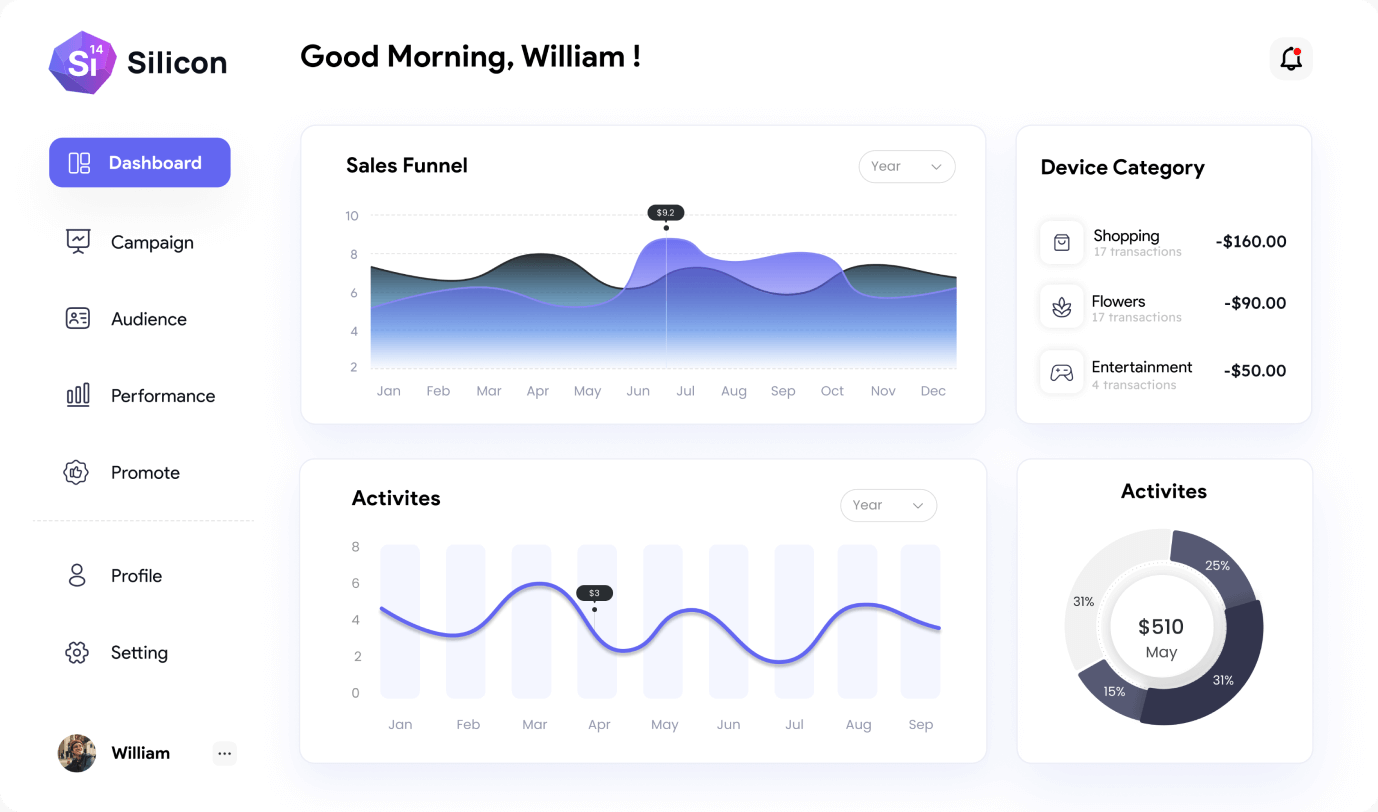 Si 14
Silicon
Good Morning, William !
Dashboard
Campaign
Audience
Performance
Promote
Profile
Setting
William
...
Sales Funnel
Year
10
8
6
4
2
$9.2
Jan Feb Mar Apr May Jun Jul Aug Sep Oct Nov Dec
Device Category
Shopping
17 transactions
-$160.00
Flowers
17 transactions
-$90.00
Entertainment
4 transactions
-$50.00
Activites
Year
8
6
4
2
0
$3
Jan Feb Mar Apr May Jun Jul Aug Sep
Activites
25%
31%
$510
May
31%
15%